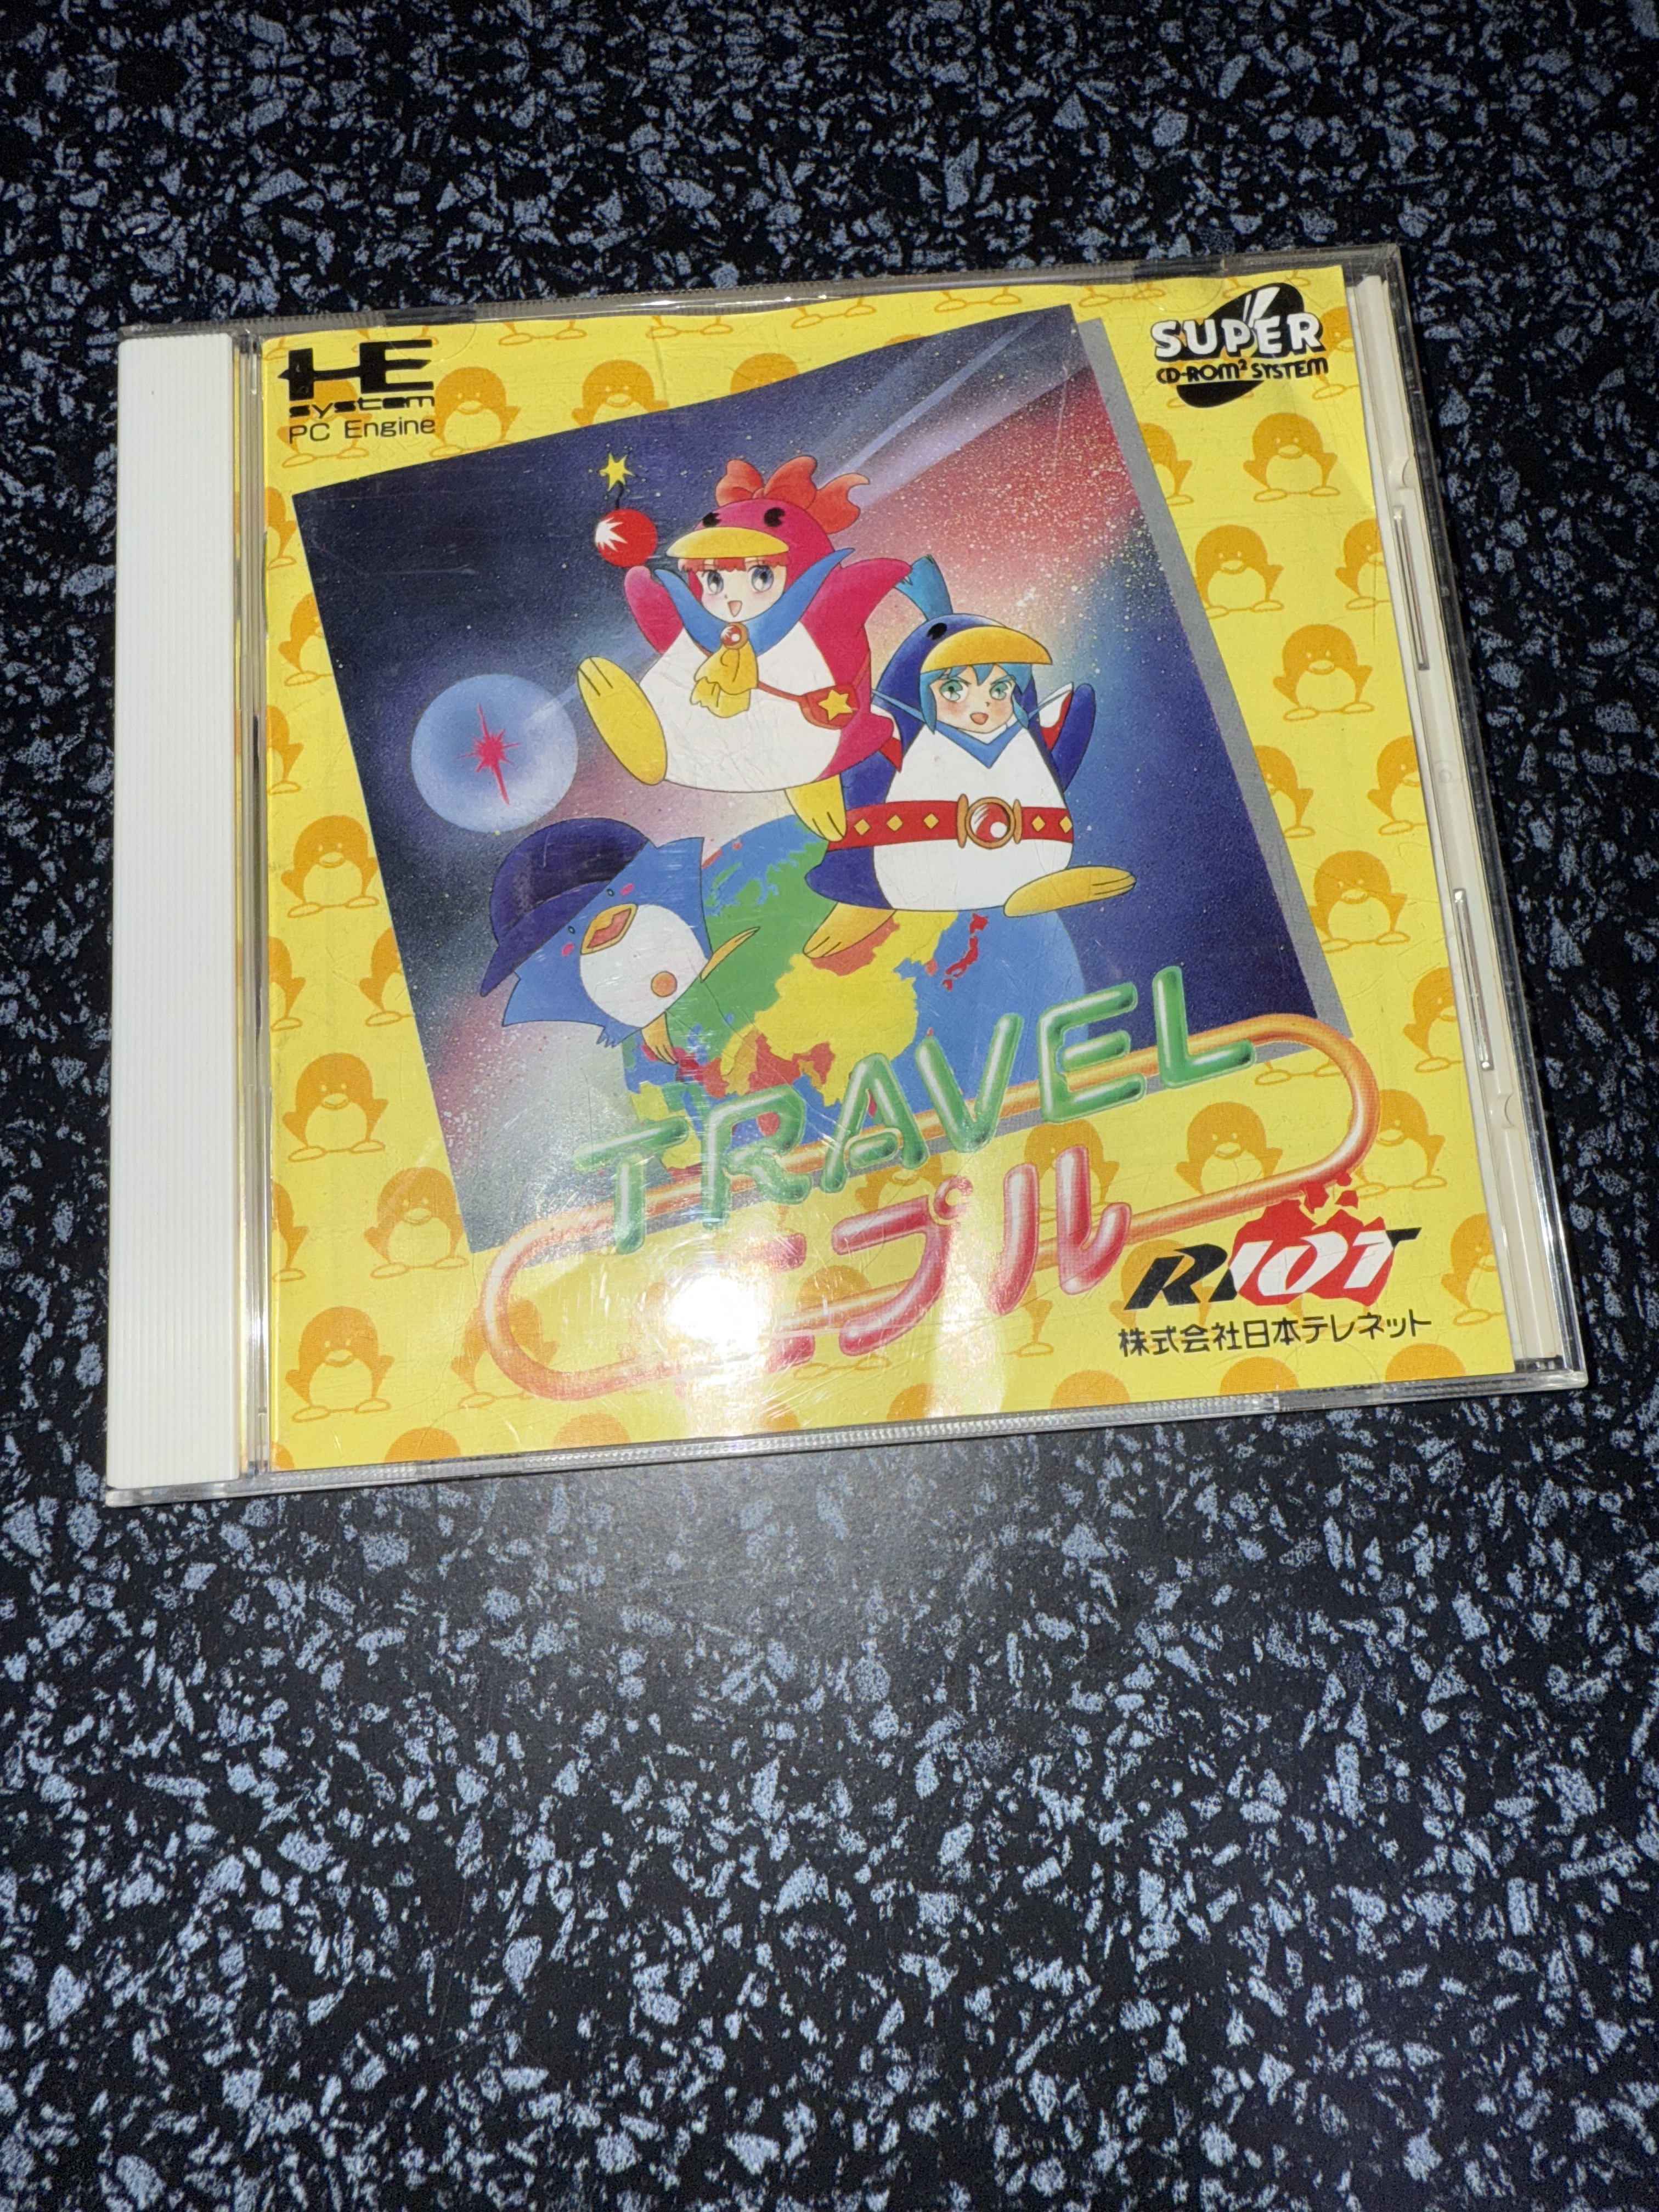 HE
system
PC Engine
SUPER
CD-ROM² SYSTEM
TRAVEL
エプル
RIOT
株式会社日本テレネット